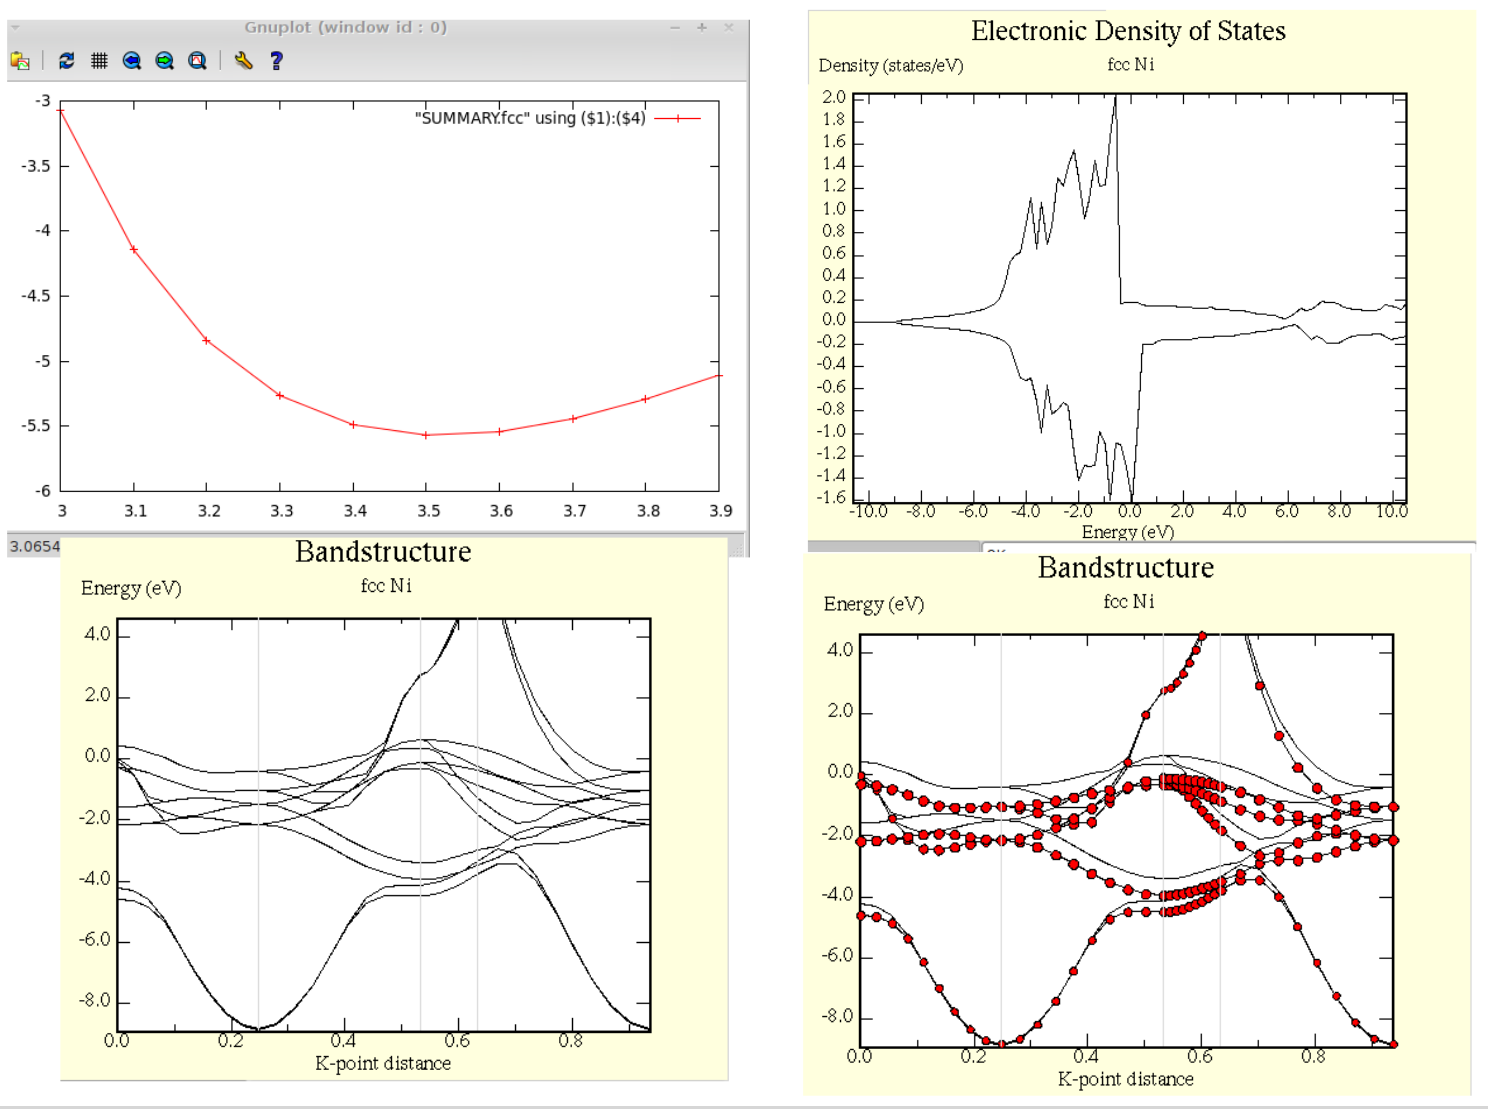 Gnuplot (window id : 0)
"SUMMARY.fcc" using ($1):($4)
-3
-3.5
-4
-4.5
-5
-5.5
-6
3 3.1 3.2 3.3 3.4 3.5 3.6 3.7 3.8 3.9
3.0654
Electronic Density of States
Density (states/eV) fcc Ni
2.0
1.8
1.6
1.4
1.2
1.0
0.8
0.6
0.4
0.2
0.0
-0.2
-0.4
-0.6
-0.8
-1.0
-1.2
-1.4
-1.6
-10.0 -8.0 -6.0 -4.0 -2.0 0.0 2.0 4.0 6.0 8.0 10.0
Energy (eV)
Bandstructure
Energy (eV) fcc Ni
4.0
2.0
0.0
-2.0
-4.0
-6.0
-8.0
0.0 0.2 0.4 0.6 0.8
K-point distance
Bandstructure
Energy (eV) fcc Ni
4.0
2.0
0.0
-2.0
-4.0
-6.0
-8.0
0.0 0.2 0.4 0.6 0.8
K-point distance